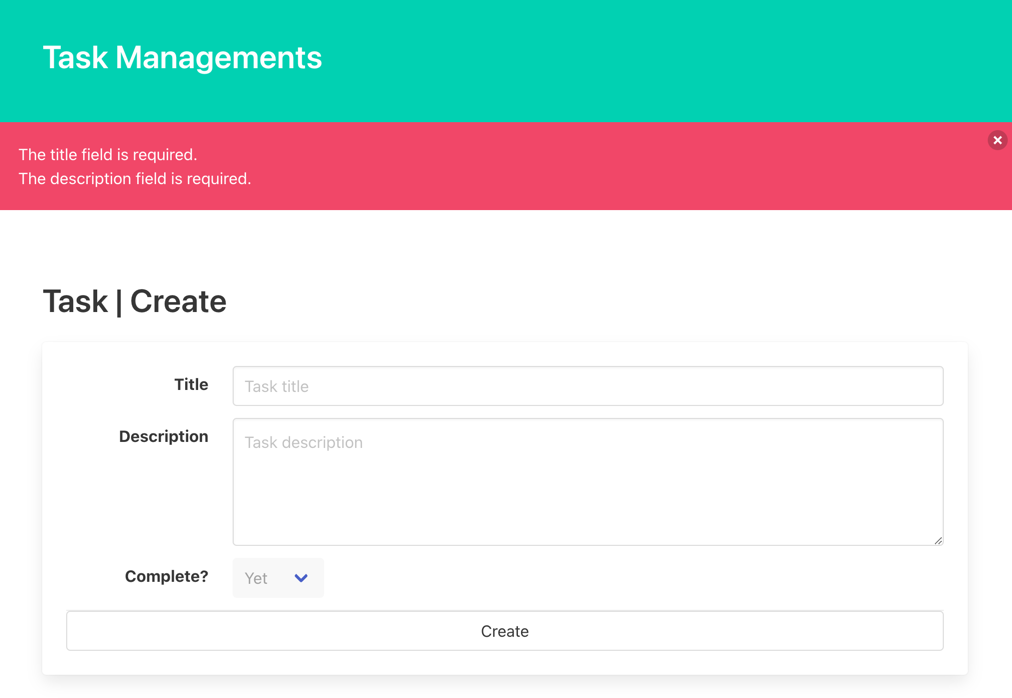 Task Managements
The title field is required.
The description field is required.
Task | Create
Title
Task title
Description
Task description
Complete?
Yet
Create